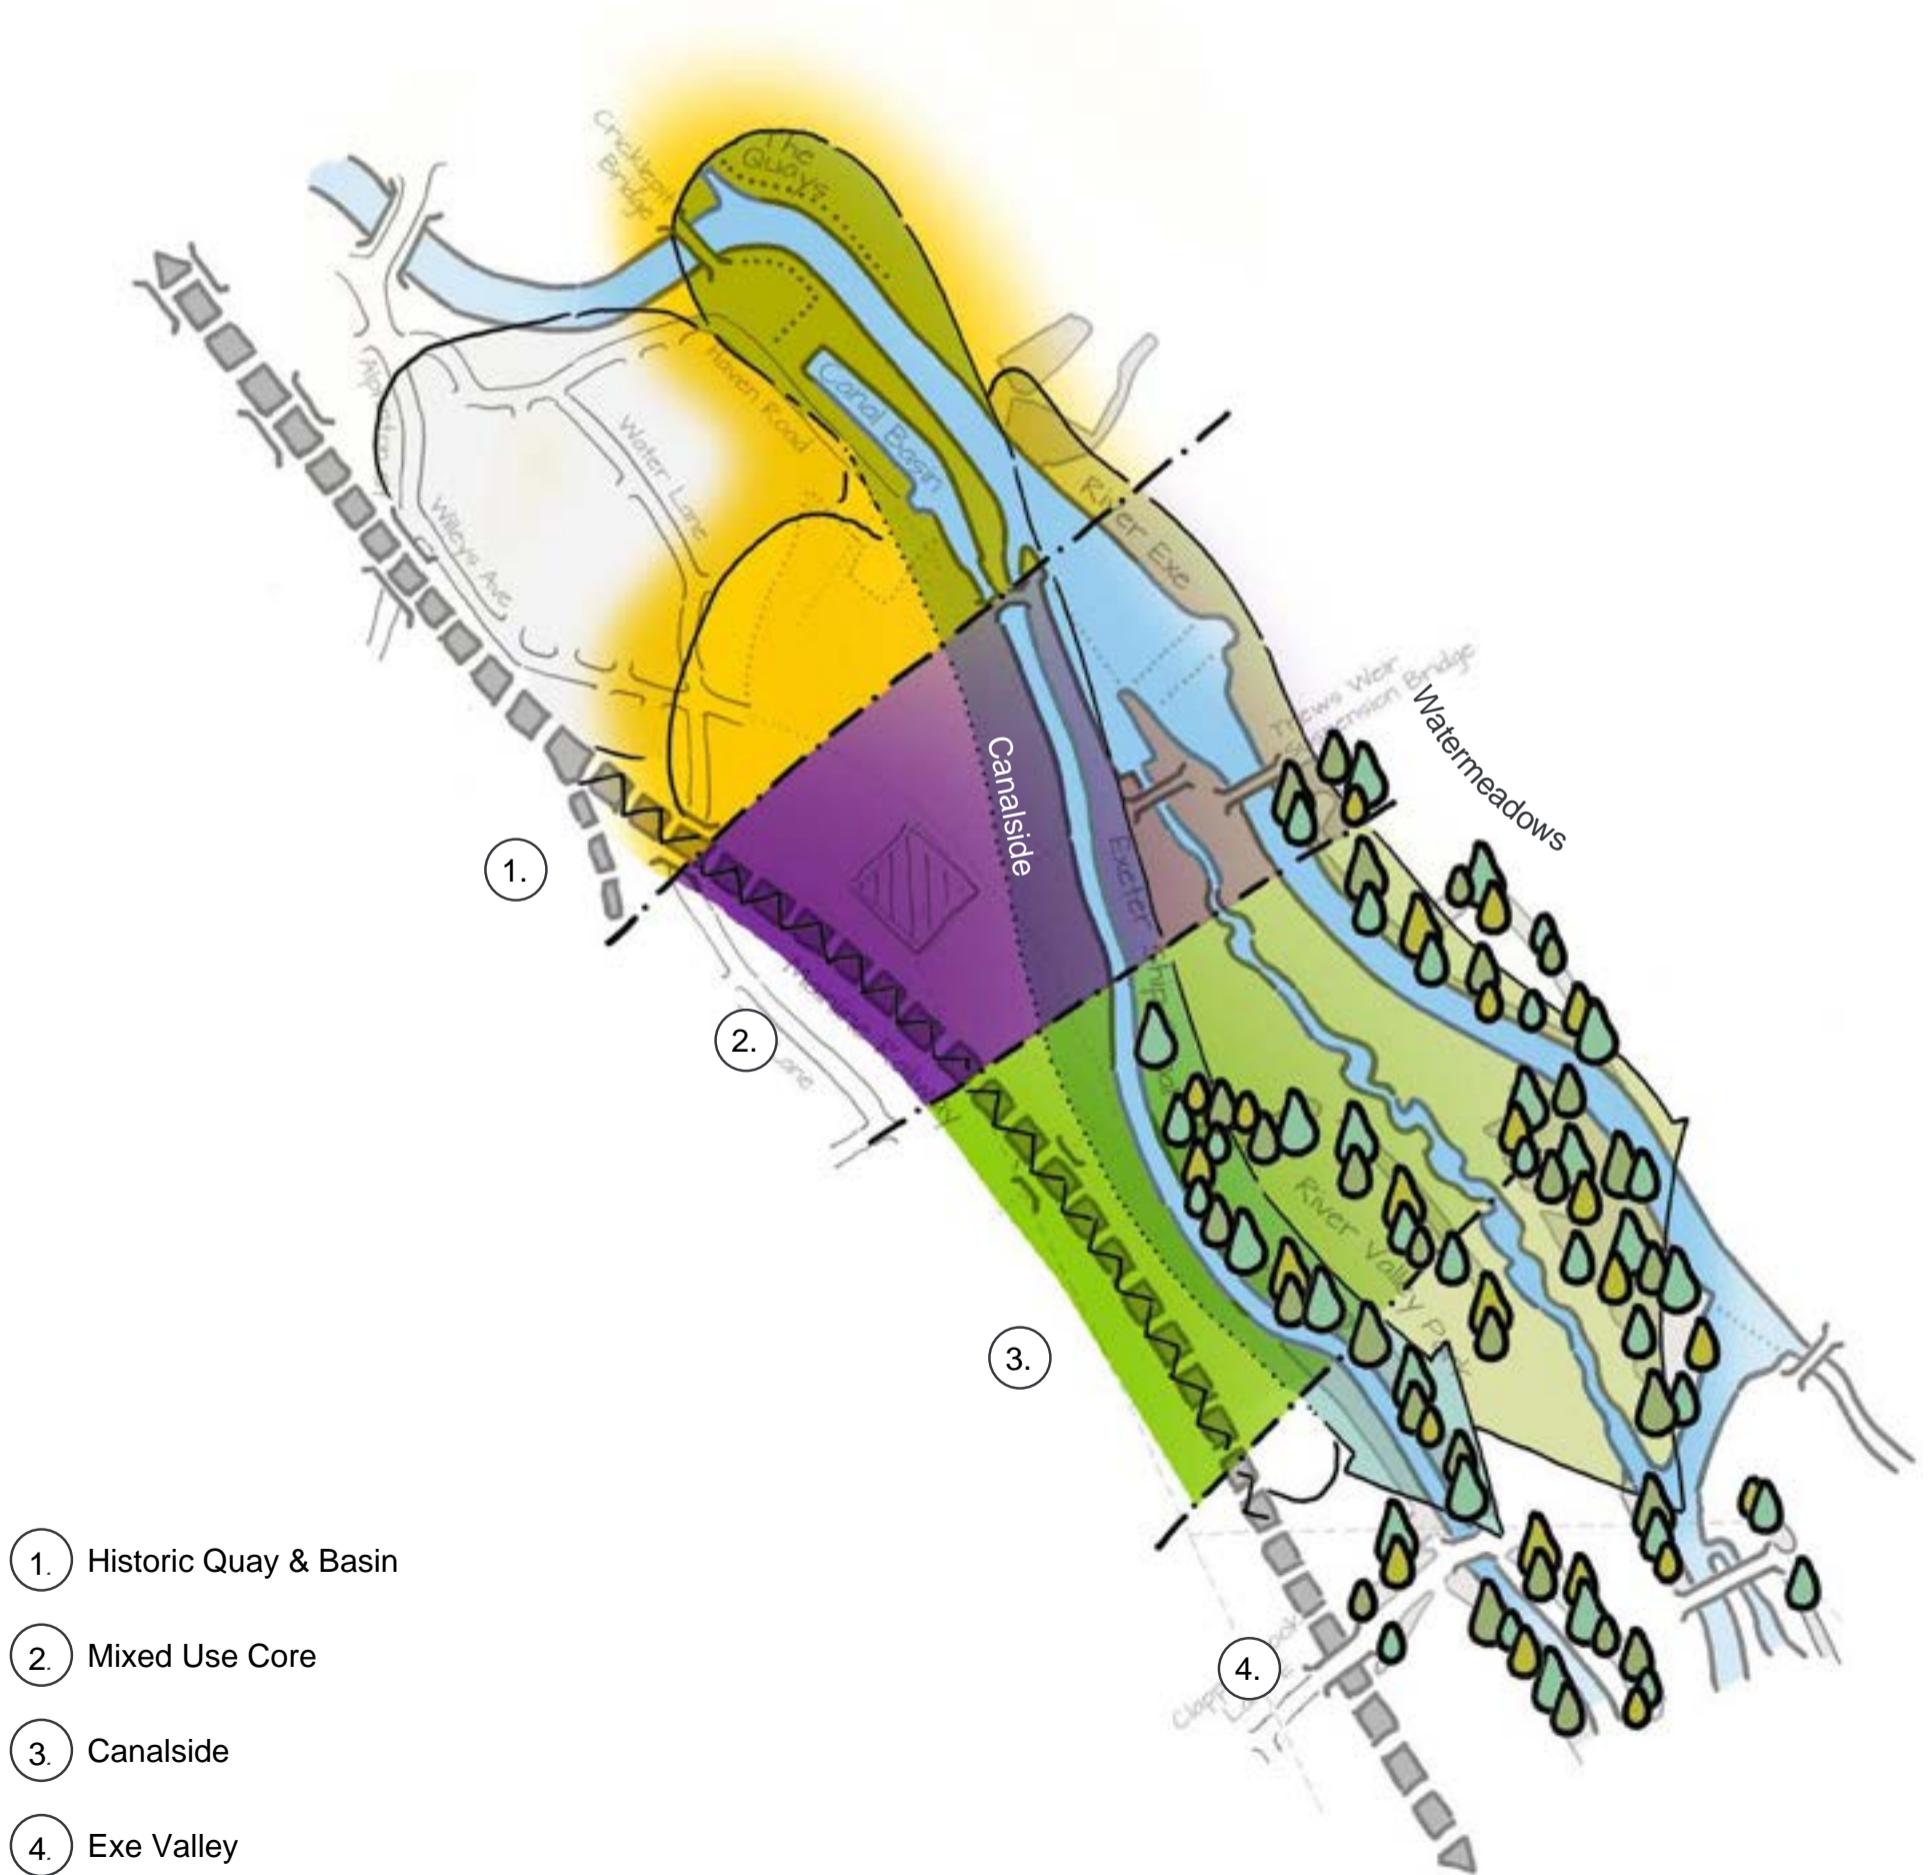 Cricklepit
Bridge
The
Quays
Canal Basin
Haven Road
Water Lane
Willeys Ave
River Exe
Trews Weir
Suspension Bridge
Watermeadows
Canalside
Exeter Ship
River Valley Park
Lane
1.
2.
3.
4.
1. Historic Quay & Basin
2. Mixed Use Core
3. Canalside
4. Exe Valley